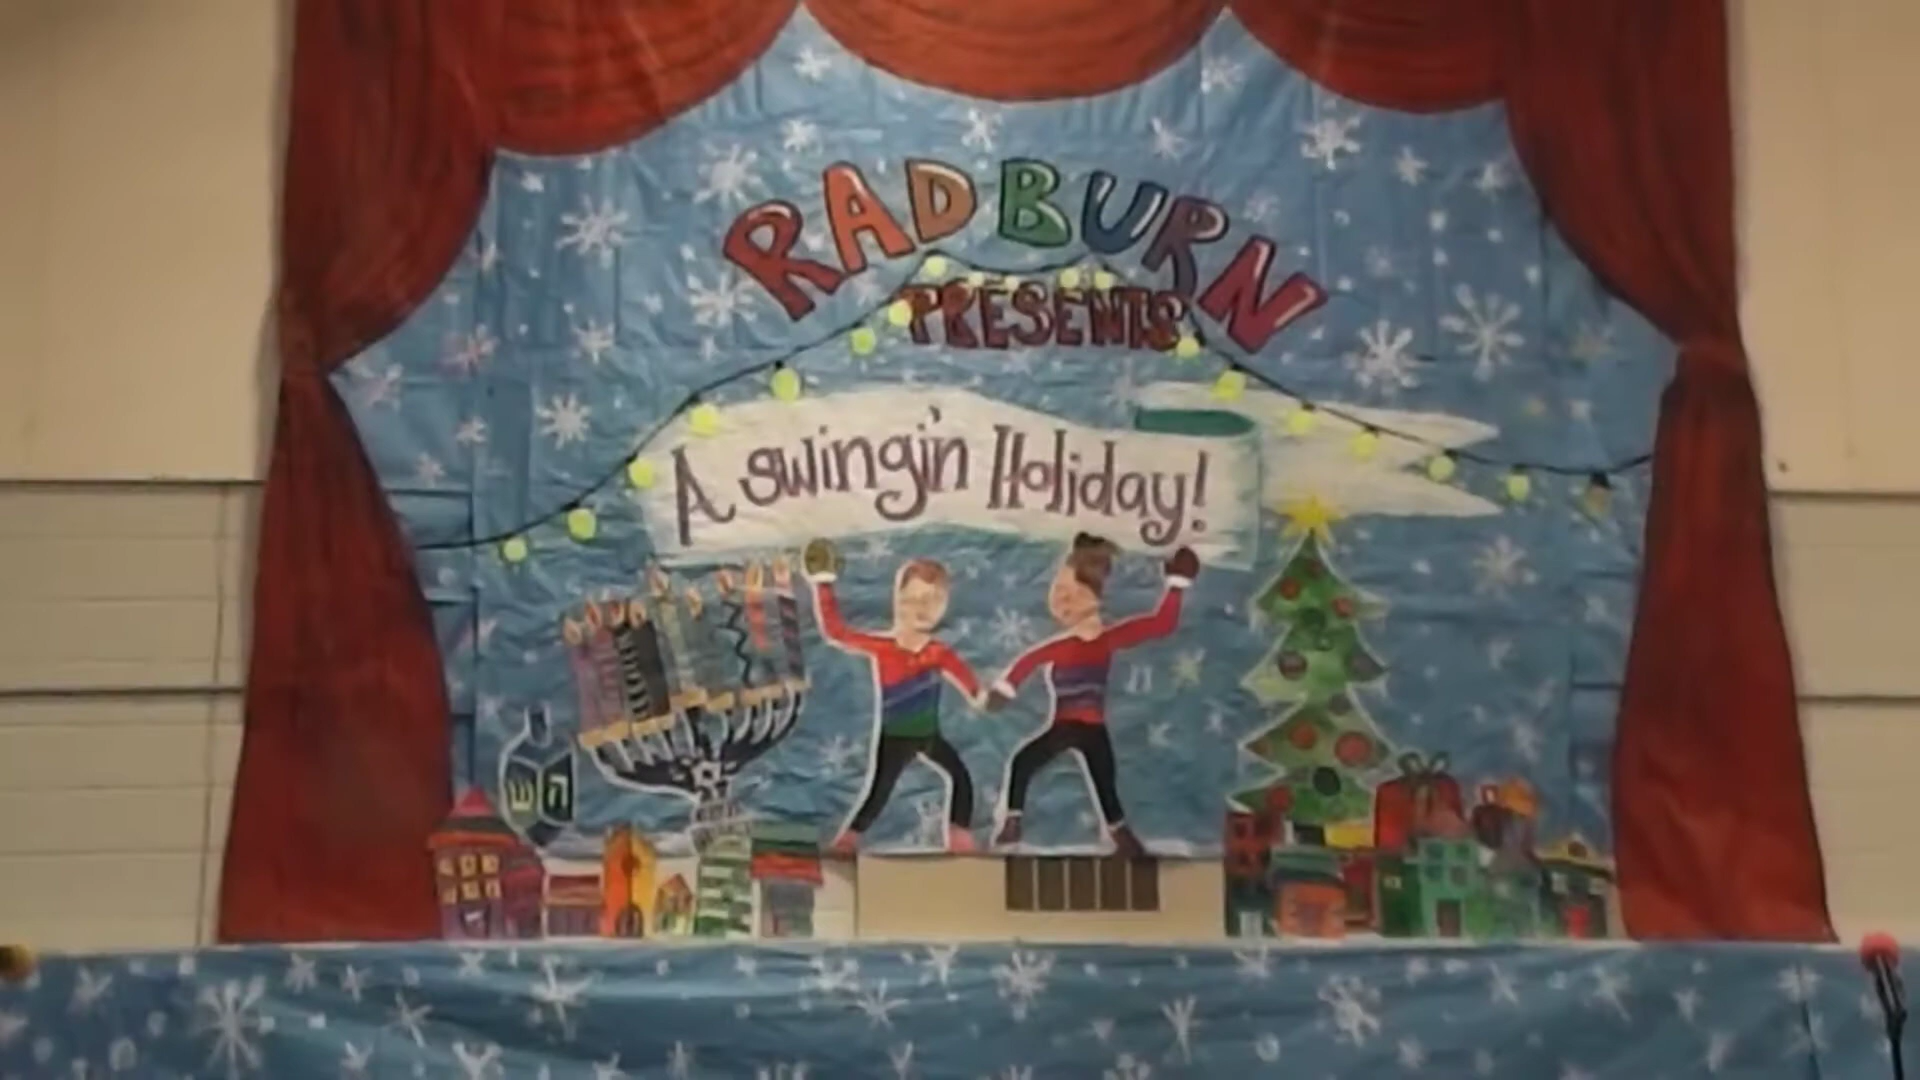 RADBURN
PRESENTS
A swingin' Holiday!
ש ה